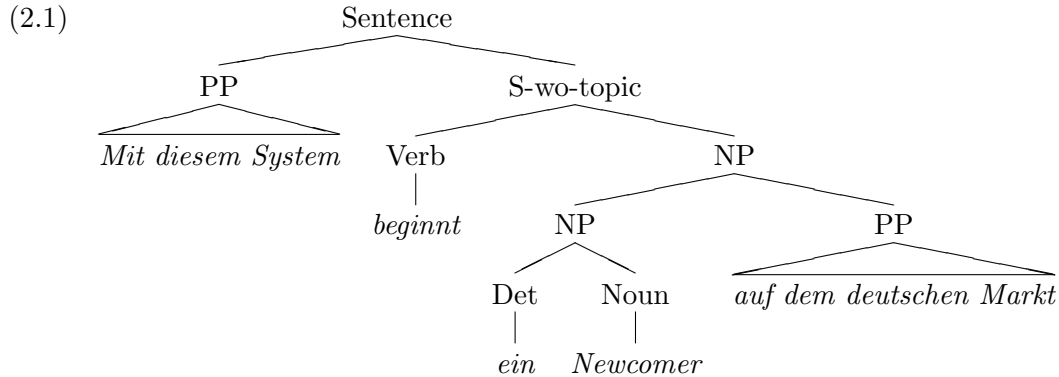 (2.1) Sentence
PP S-wo-topic
Mit diesem System Verb NP
beginnt NP PP
Det Noun auf dem deutschen Markt
ein Newcomer